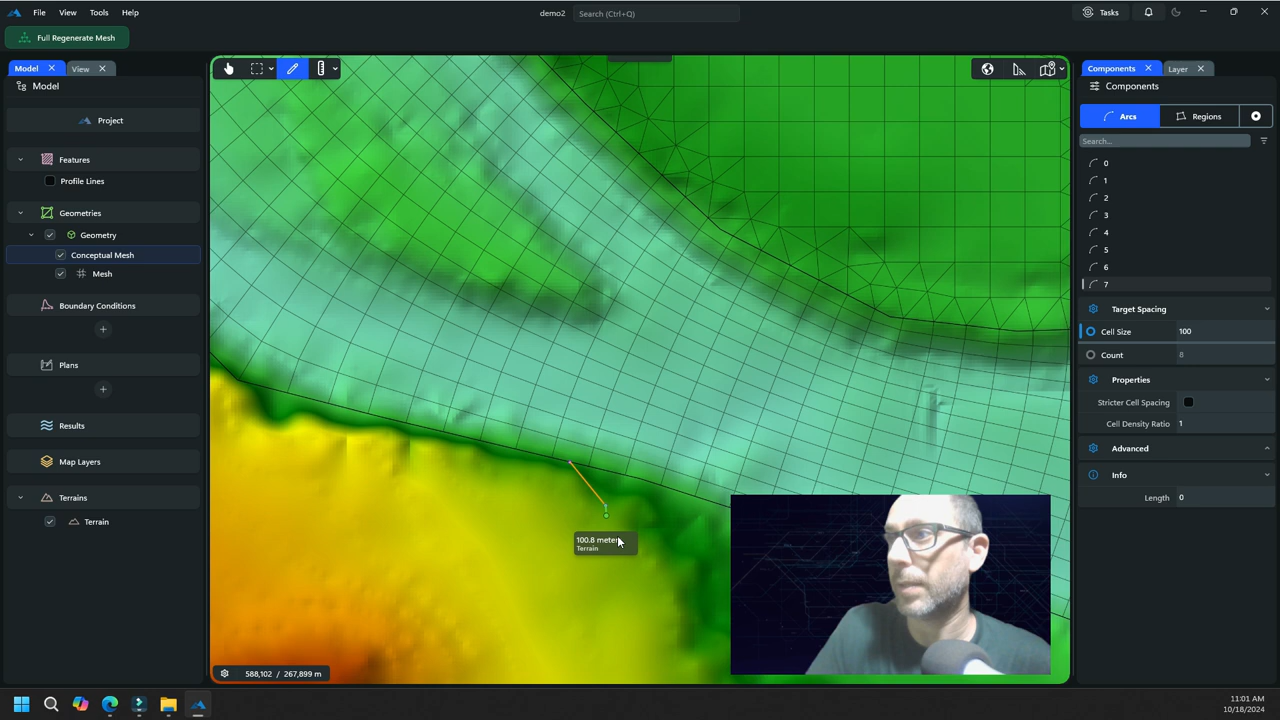 File View Tools Help
demo2
Search (Ctrl+Q)
Tasks
Full Regenerate Mesh
Model
View
Model
Project
Features
Profile Lines
Geometries
Geometry
Conceptual Mesh
Mesh
Boundary Conditions
Plans
Results
Map Layers
Terrains
Terrain
100.8
Terrain
588,102 / 267,899 m
Components
Layer
Components
Arcs
Regions
Search...
0
1
2
3
4
5
6
7
Target Spacing
Cell Size 100
Count 8
Properties
Stricter Cell Spacing
Cell Density Ratio 1
Advanced
Info
Length 0
11:01 AM
10/18/2024